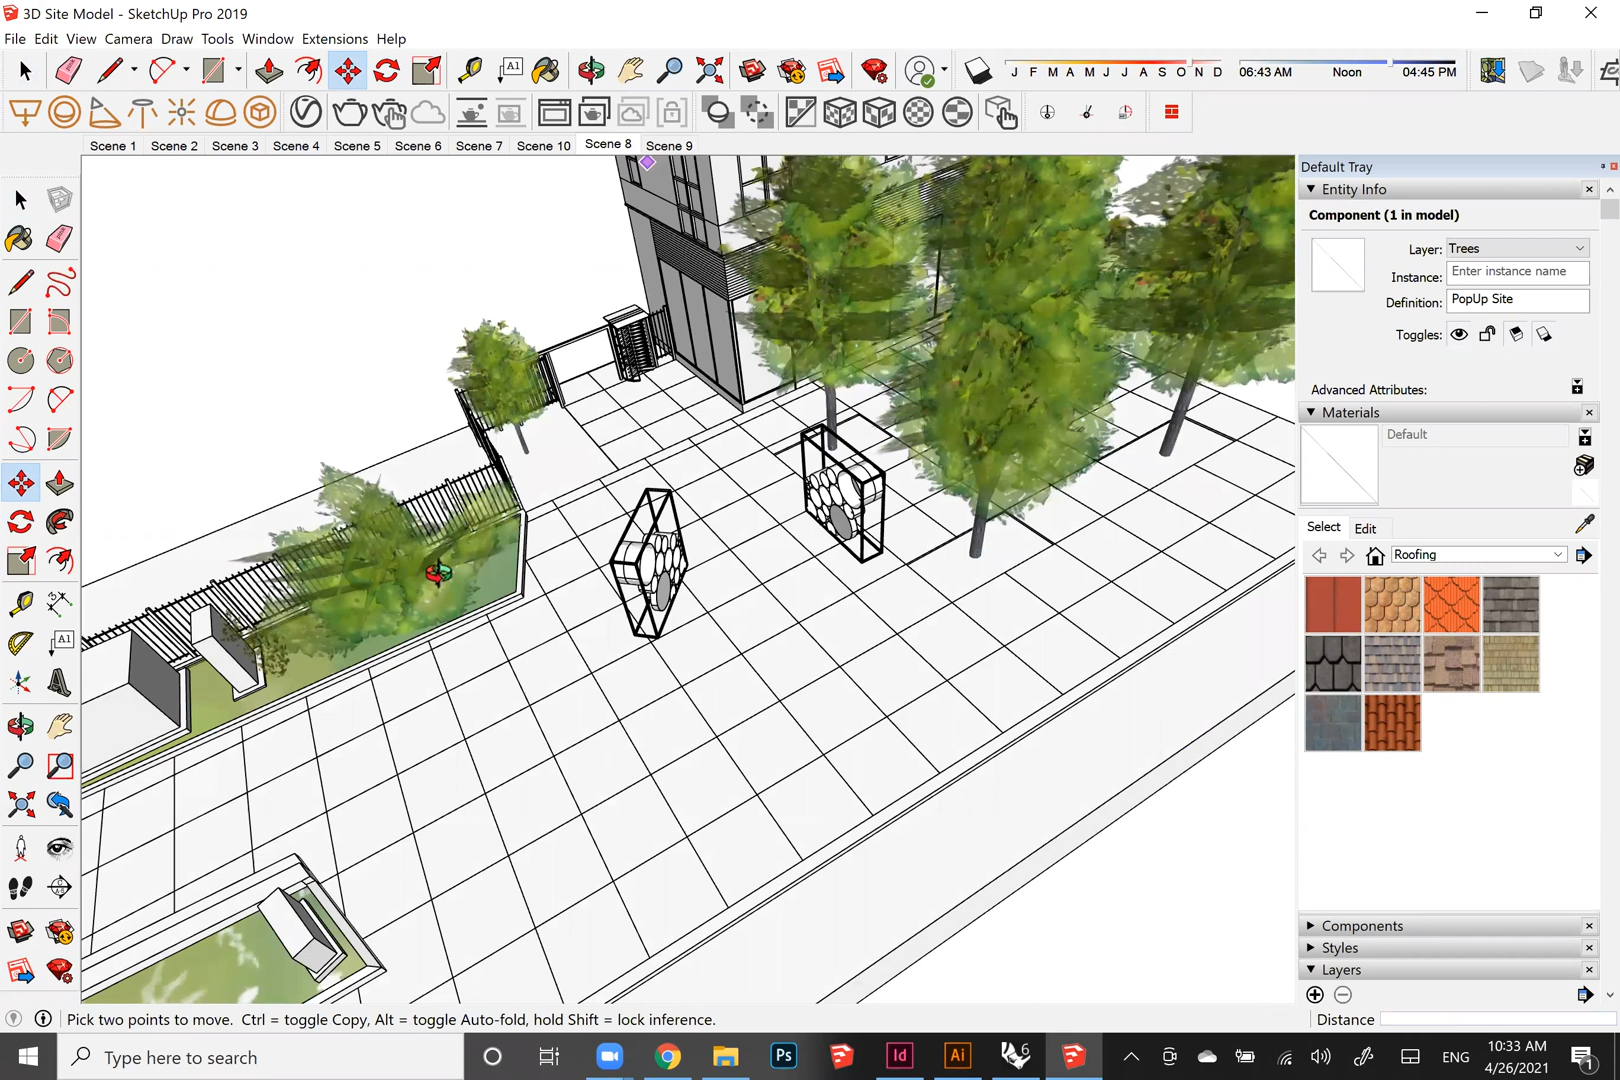 3D Site Model - SketchUp Pro 2019
File Edit View Camera Draw Tools Window Extensions Help
A1
J F M A M J J A S O N D
06:43 AM Noon 04:45 PM
Scene 1 Scene 2 Scene 3 Scene 4 Scene 5 Scene 6 Scene 7 Scene 10 Scene 8 Scene 9
Default Tray
Entity Info
Component (1 in model)
Layer: Trees
Instance: Enter instance name
Definition: PopUp Site
Toggles:
Advanced Attributes:
Materials
Default
Select Edit
Roofing
A1
Components
Styles
Layers
Pick two points to move. Ctrl = toggle Copy, Alt = toggle Auto-fold, hold Shift = lock inference.
Distance
Type here to search
Ps
Id
Ai
6
ENG
10:33 AM
4/26/2021
1